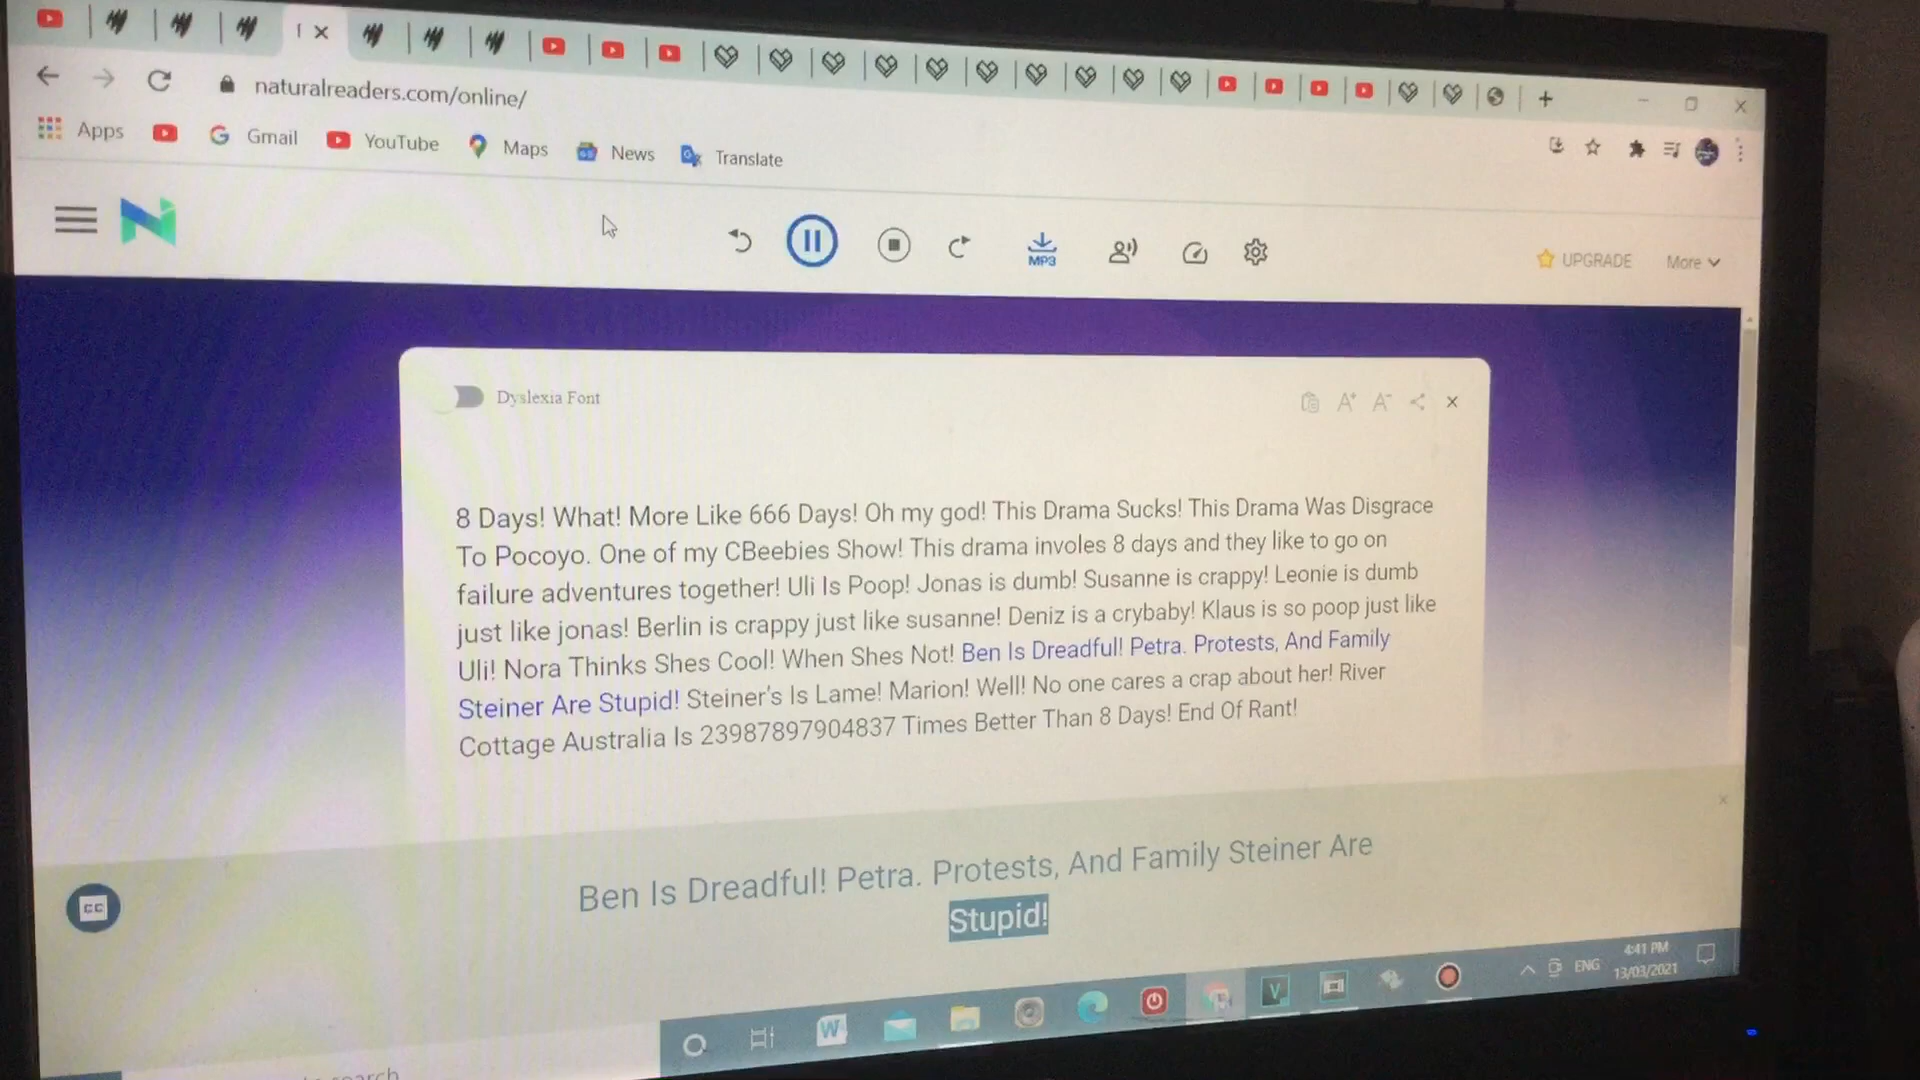 naturalreaders.com/online/
Apps Gmail YouTube Maps News Translate
MP3
UPGRADE More
Dyslexia Font
8 Days! What! More Like 666 Days! Oh my god! This Drama Sucks! This Drama Was Disgrace
To Pocoyo. One of my CBeebies Show! This drama involes 8 days and they like to go on
failure adventures together! Uli Is Poop! Jonas is dumb! Susanne is crappy! Leonie is dumb
just like jonas! Berlin is crappy just like susanne! Deniz is a crybaby! Klaus is so poop just like
Uli! Nora Thinks Shes Cool! When Shes Not! Ben Is Dreadful! Petra. Protests, And Family
Steiner Are Stupid! Steiner's Is Lame! Marion! Well! No one cares a crap about her! River
Cottage Australia Is 23987897904837 Times Better Than 8 Days! End Of Rant!
Ben Is Dreadful! Petra. Protests, And Family Steiner Are
Stupid!
CC
ENG
4:41 PM
13/03/2021